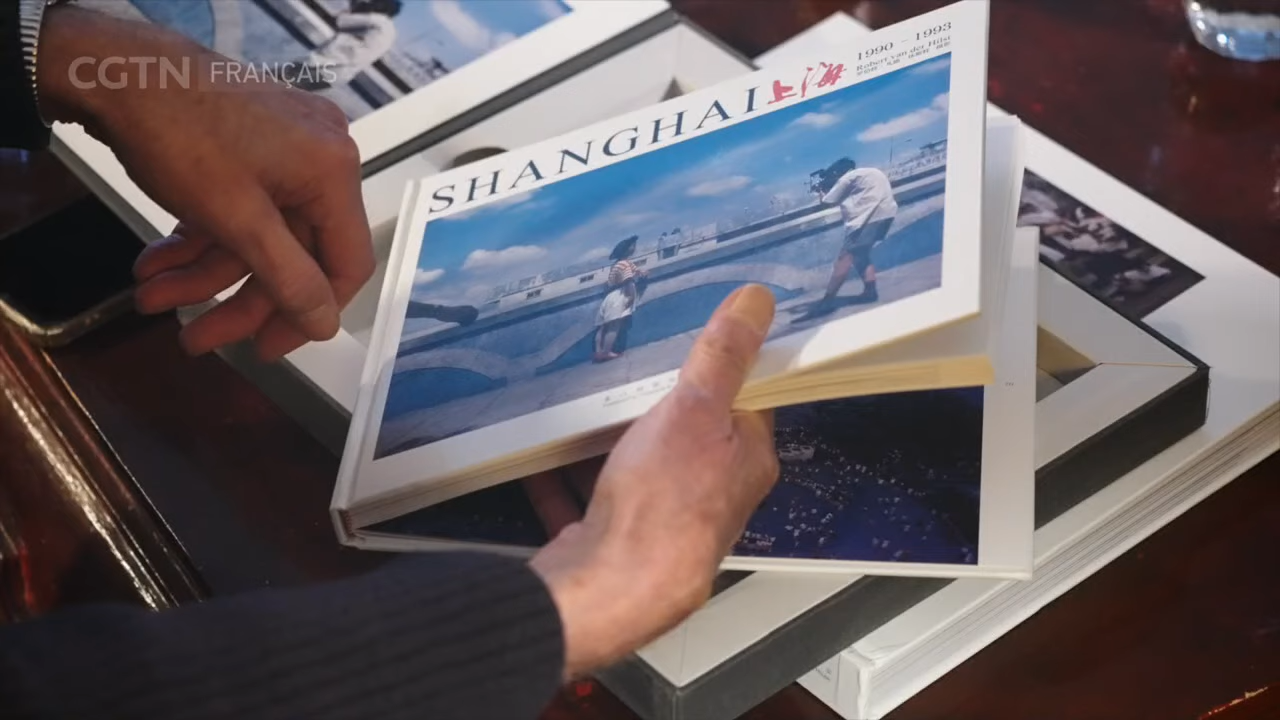 CGTN FRANÇAIS
SHANGHAI 上海
1990 – 1993
Robert van der Hilst